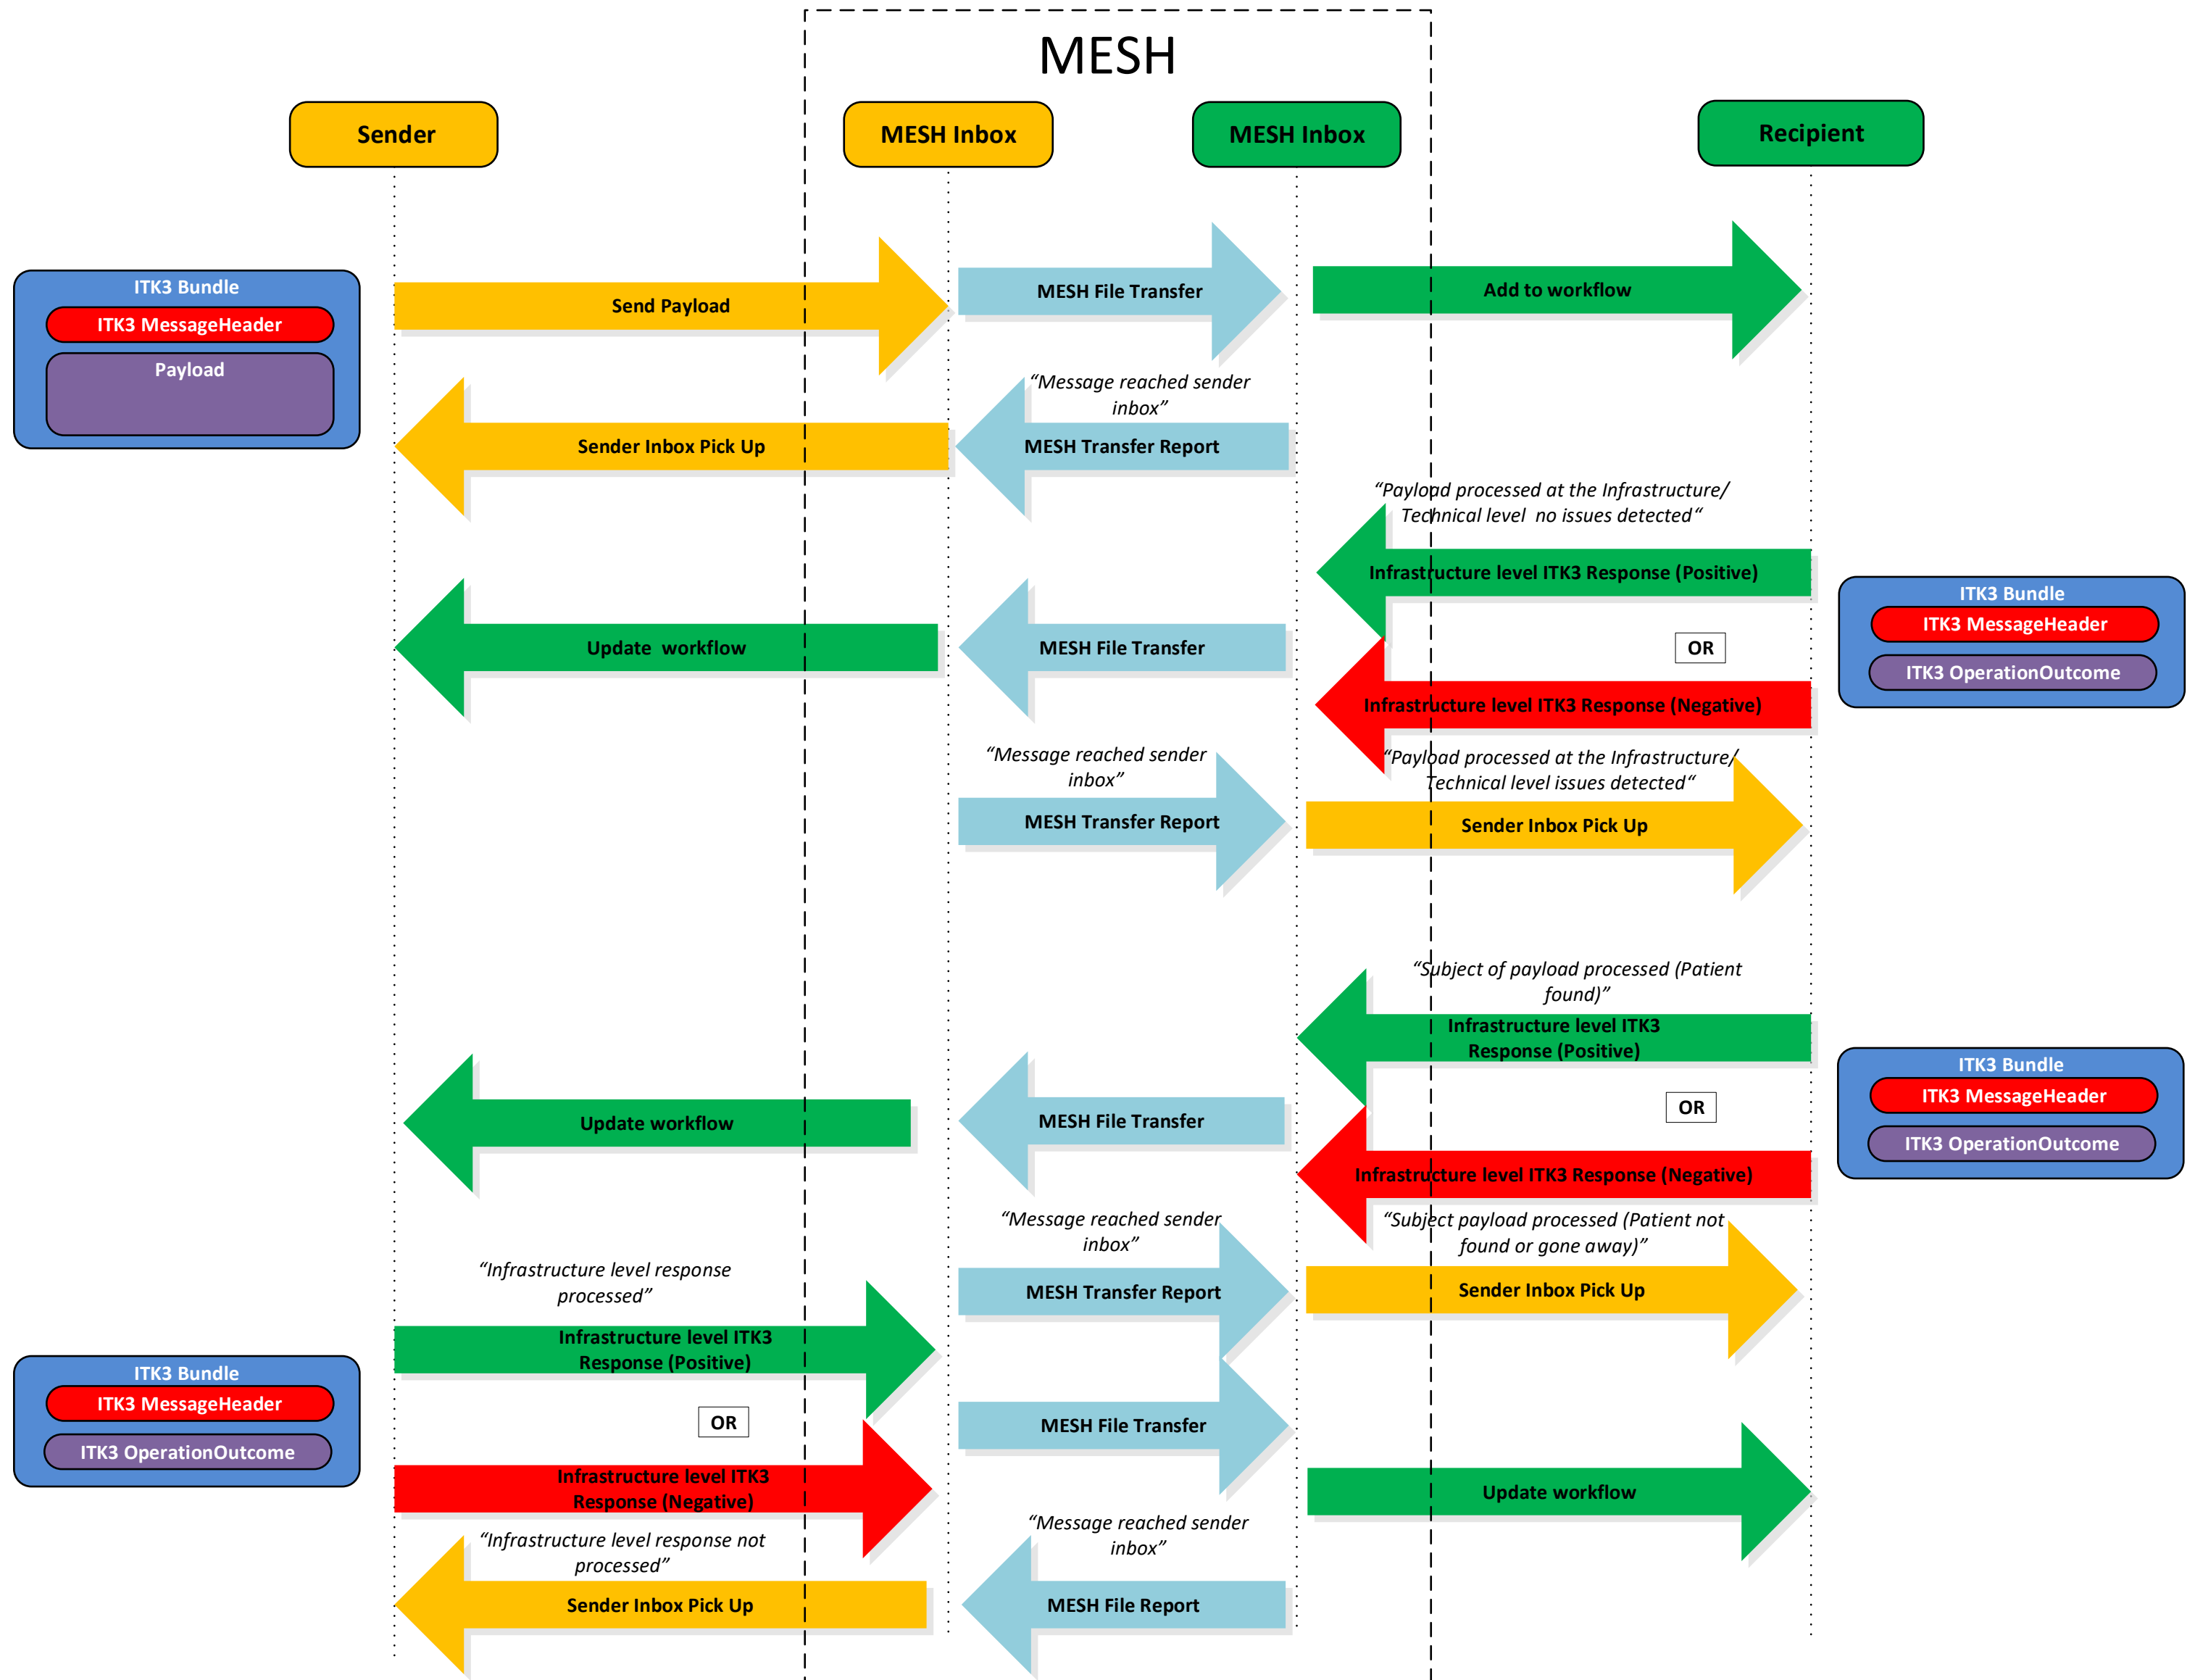 MESH
Sender
MESH Inbox
MESH Inbox
Recipient
ITK3 Bundle
ITK3 MessageHeader
Payload
Send Payload
MESH File Transfer
Add to workflow
“Message reached sender
inbox”
Sender Inbox Pick Up
MESH Transfer Report
“Payload processed at the Infrastructure/
Technical level  no issues detected“
Infrastructure level ITK3 Response (Positive)
Update  workflow
MESH File Transfer
OR
ITK3 Bundle
ITK3 MessageHeader
ITK3 OperationOutcome
Infrastructure level ITK3 Response (Negative)
“Message reached sender
inbox”
“Payload processed at the Infrastructure/
Technical level issues detected“
MESH Transfer Report
Sender Inbox Pick Up
“Subject of payload processed (Patient
found)”
Infrastructure level ITK3
Response (Positive)
Update workflow
MESH File Transfer
OR
ITK3 Bundle
ITK3 MessageHeader
ITK3 OperationOutcome
Infrastructure level ITK3 Response (Negative)
“Message reached sender
inbox”
“Subject payload processed (Patient not
found or gone away)”
“Infrastructure level response
processed”
MESH Transfer Report
Sender Inbox Pick Up
Infrastructure level ITK3
Response (Positive)
ITK3 Bundle
ITK3 MessageHeader
ITK3 OperationOutcome
OR
MESH File Transfer
Infrastructure level ITK3
Response (Negative)
Update workflow
“Infrastructure level response not
processed”
“Message reached sender
inbox”
Sender Inbox Pick Up
MESH File Report